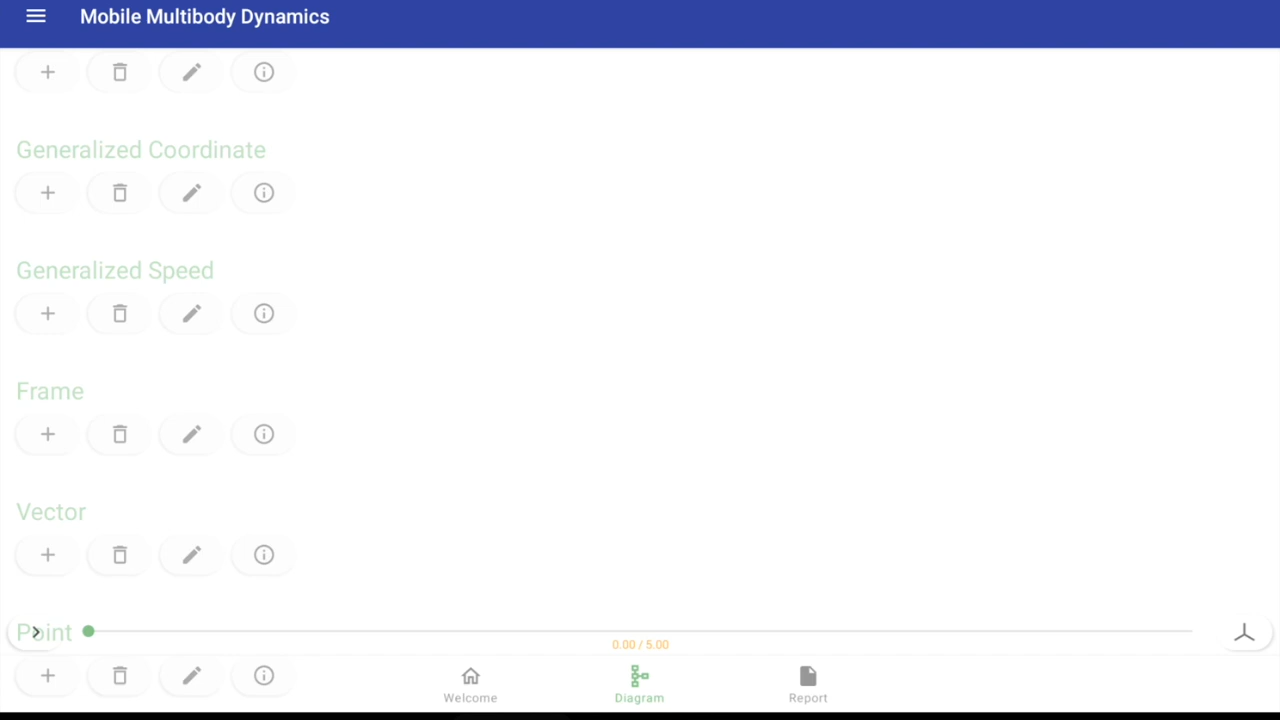 Mobile Multibody Dynamics
Generalized Coordinate
Generalized Speed
Frame
Vector
Point
0.00 / 5.00
Welcome
Diagram
Report